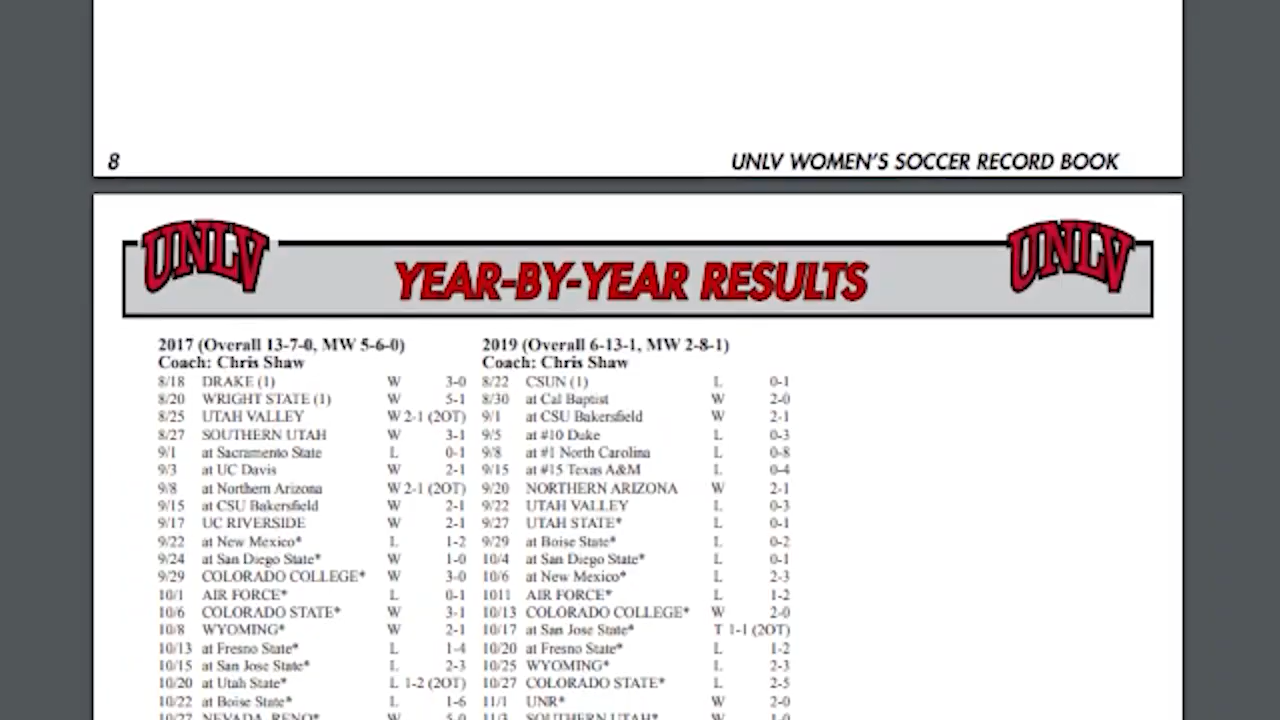 8
UNLV WOMEN'S SOCCER RECORD BOOK
UNLV
UNLV
YEAR-BY-YEAR RESULTS
2017 (Overall 13-7-0, MW 5-6-0)
Coach: Chris Shaw
8/18 DRAKE (1) W 3-0
8/20 WRIGHT STATE (1) W 5-1
8/25 UTAH VALLEY W 2-1 (2OT)
8/27 SOUTHERN UTAH W 3-1
9/1 at Sacramento State L 0-1
9/3 at UC Davis W 2-1
9/8 at Northern Arizona W 2-1 (2OT)
9/15 at CSU Bakersfield W 2-1
9/17 UC RIVERSIDE W 2-1
9/22 at New Mexico* L 1-2
9/24 at San Diego State* W 1-0
9/29 COLORADO COLLEGE* W 3-0
10/1 AIR FORCE* L 0-1
10/6 COLORADO STATE* W 3-1
10/8 WYOMING* W 2-1
10/13 at Fresno State* L 1-4
10/15 at San Jose State* L 2-3
10/20 at Utah State* L 1-2 (2OT)
10/22 at Boise State* L 1-6
10/27 NEVADA, RENO* W 5-0
2019 (Overall 6-13-1, MW 2-8-1)
Coach: Chris Shaw
8/22 CSUN (1) L 0-1
8/30 at Cal Baptist W 2-0
9/1 at CSU Bakersfield W 2-1
9/5 at #10 Duke L 0-3
9/8 at #1 North Carolina L 0-8
9/15 at #15 Texas A&M L 0-4
9/20 NORTHERN ARIZONA W 2-1
9/22 UTAH VALLEY L 0-3
9/27 UTAH STATE* L 0-1
9/29 at Boise State* L 0-2
10/4 at San Diego State* L 0-1
10/6 at New Mexico* L 2-3
1011 AIR FORCE* L 1-2
10/13 COLORADO COLLEGE* W 2-0
10/17 at San Jose State* T 1-1 (2OT)
10/20 at Fresno State* L 1-2
10/25 WYOMING* L 2-3
10/27 COLORADO STATE* L 2-5
11/1 UNR* W 2-0
11/3 SOUTHERN UTAH* W 1-0